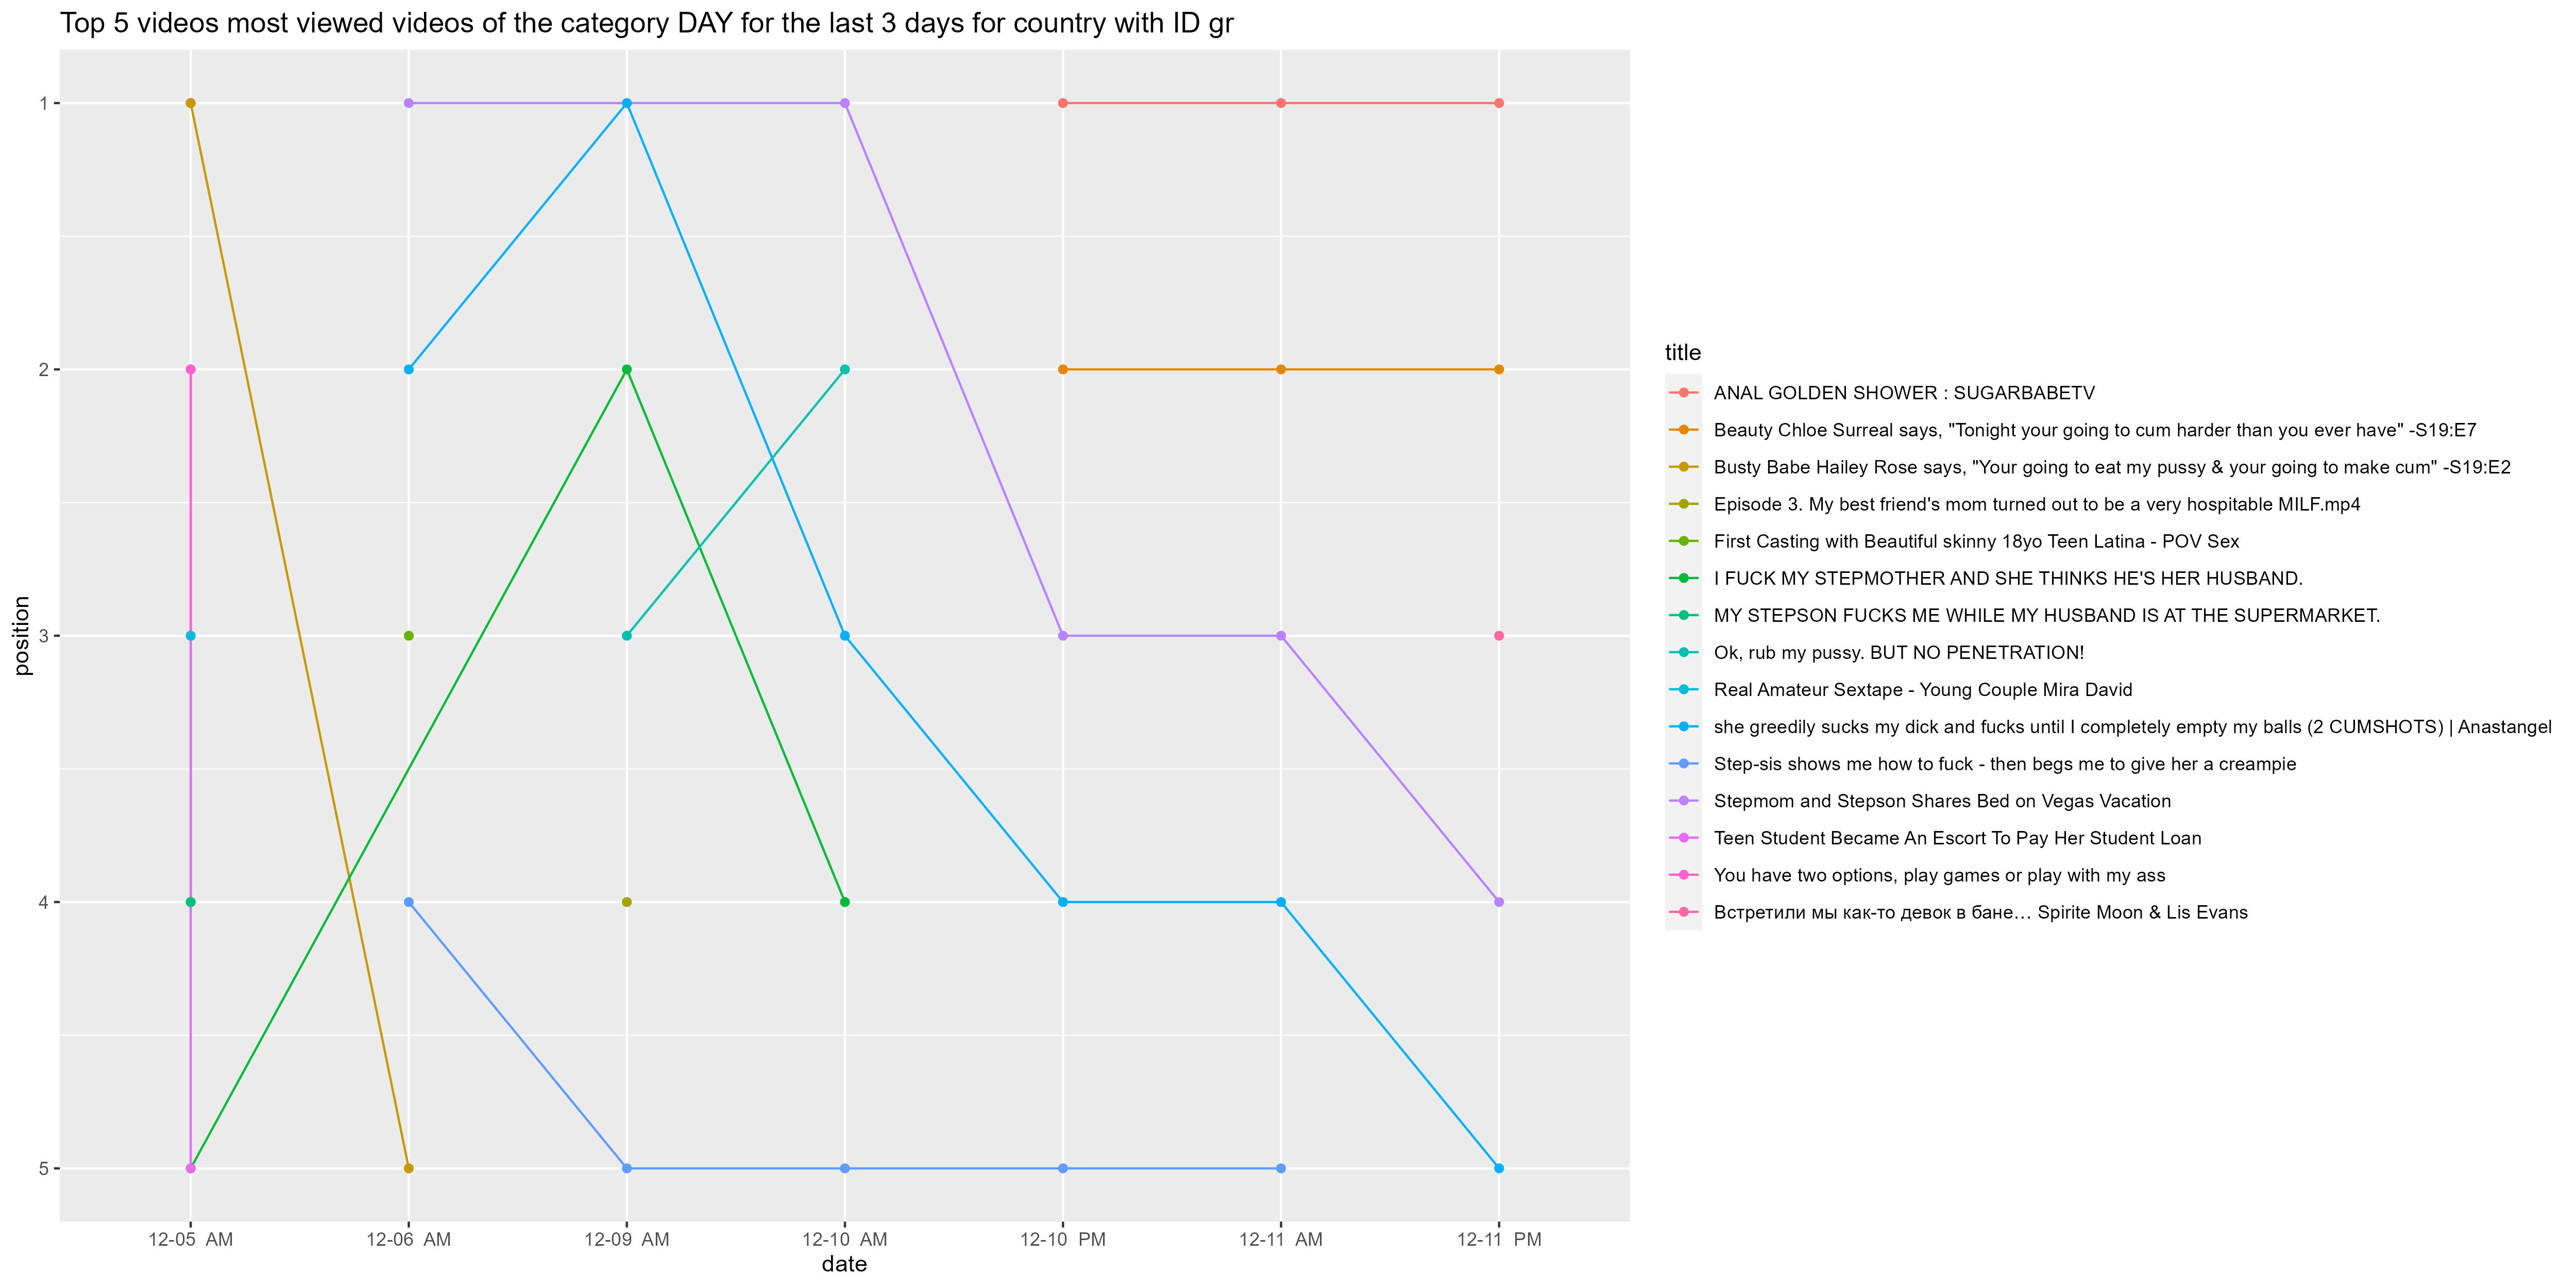 Top 5 videos most viewed videos of the category DAY for the last 3 days for country with ID gr
position
1
2
3
4
5
12-05 AM
12-06 AM
12-09 AM
12-10 AM
12-10 PM
12-11 AM
12-11 PM
date
title
ANAL GOLDEN SHOWER : SUGARBABETV
Beauty Chloe Surreal says, "Tonight your going to cum harder than you ever have" -S19:E7
Busty Babe Hailey Rose says, "Your going to eat my pussy & your going to make cum" -S19:E2
Episode 3. My best friend's mom turned out to be a very hospitable MILF.mp4
First Casting with Beautiful skinny 18yo Teen Latina - POV Sex
I FUCK MY STEPMOTHER AND SHE THINKS HE'S HER HUSBAND.
MY STEPSON FUCKS ME WHILE MY HUSBAND IS AT THE SUPERMARKET.
Ok, rub my pussy. BUT NO PENETRATION!
Real Amateur Sextape - Young Couple Mira David
she greedily sucks my dick and fucks until I completely empty my balls (2 CUMSHOTS) | Anastangel
Step-sis shows me how to fuck - then begs me to give her a creampie
Stepmom and Stepson Shares Bed on Vegas Vacation
Teen Student Became An Escort To Pay Her Student Loan
You have two options, play games or play with my ass
Встретили мы как-то девок в бане… Spirite Moon & Lis Evans